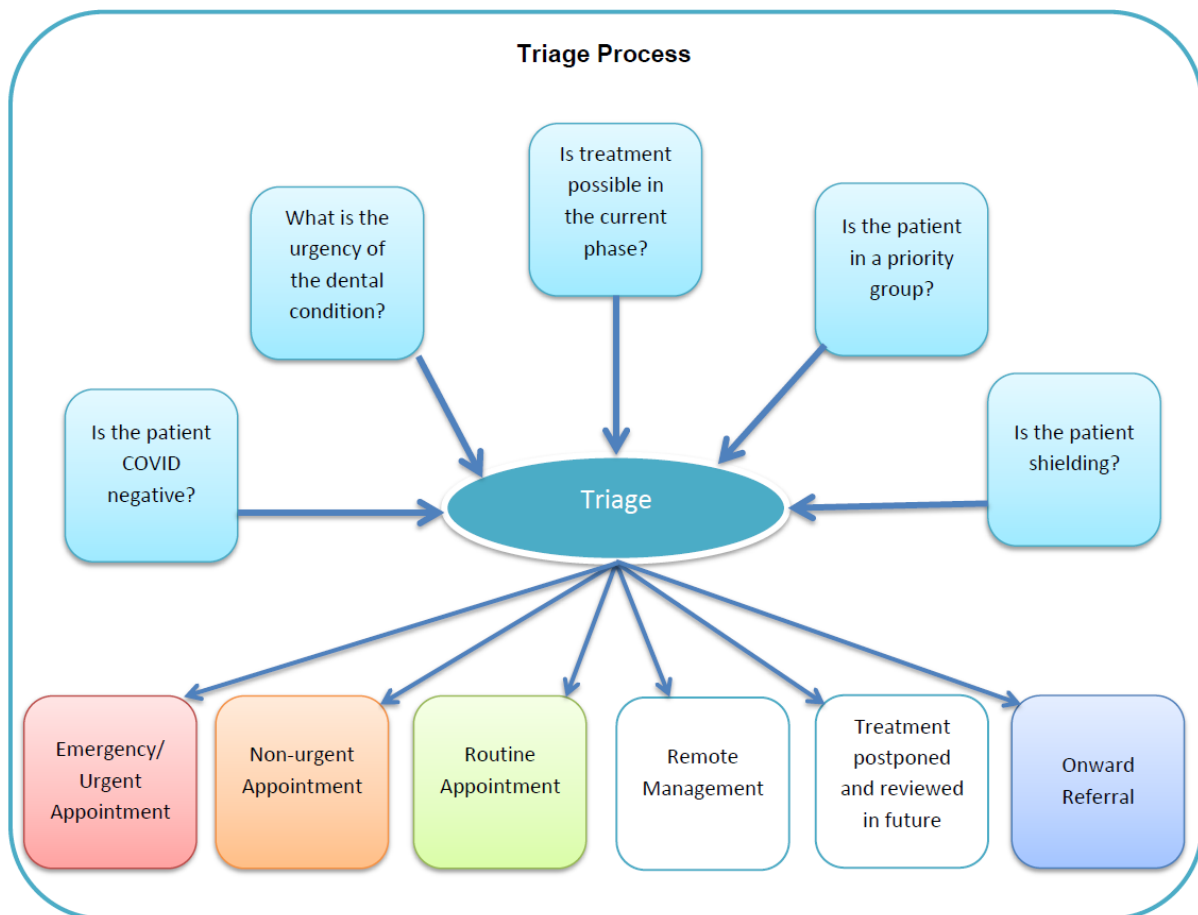 Triage Process
Is treatment
possible in
the current
phase?
What is the
urgency of
the dental
condition?
Is the patient
in a priority
group?
Is the patient
COVID
negative?
Is the patient
shielding?
Triage
Emergency/
Urgent
Appointment
Non-urgent
Appointment
Routine
Appointment
Remote
Management
Treatment
postponed
and reviewed
in future
Onward
Referral